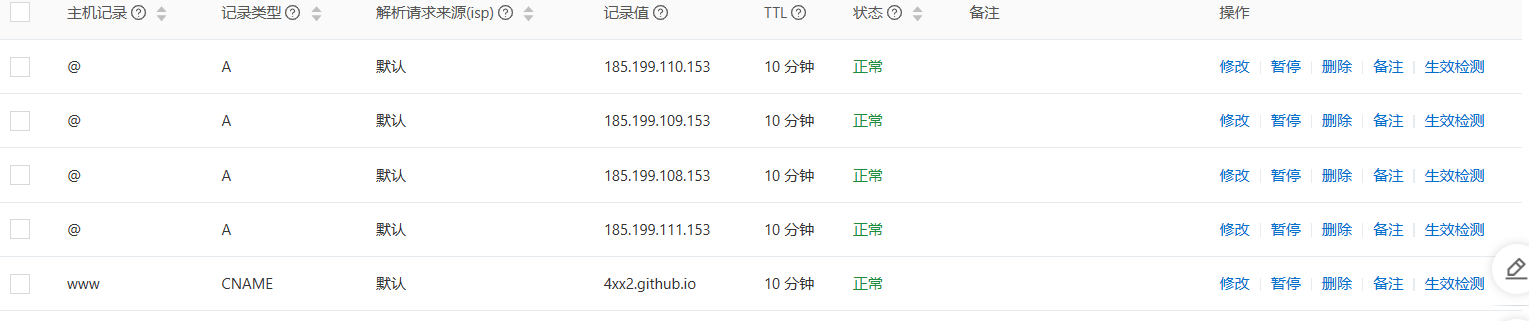 主机记录 记录类型 解析请求来源(isp) 记录值 TTL 状态 备注 操作
@ A 默认 185.199.110.153 10 分钟 正常 修改 暂停 删除 备注 生效检测
@ A 默认 185.199.109.153 10 分钟 正常 修改 暂停 删除 备注 生效检测
@ A 默认 185.199.108.153 10 分钟 正常 修改 暂停 删除 备注 生效检测
@ A 默认 185.199.111.153 10 分钟 正常 修改 暂停 删除 备注 生效检测
www CNAME 默认 4xx2.github.io 10 分钟 正常 修改 暂停 删除 备注 生效检测